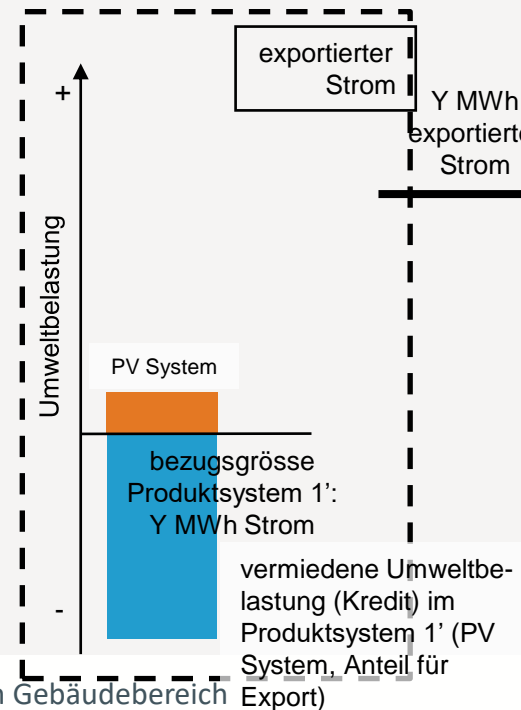 exportierter
Strom
Y MWh
exportierte
Strom
+
Umweltbelastung
PV System
bezugsgrösse
Produktsystem 1’:
Y MWh Strom
-
vermiedene Umweltbe-
lastung (Kredit) im
Produktsystem 1’ (PV
System, Anteil für
Export)
Gebäudebereich